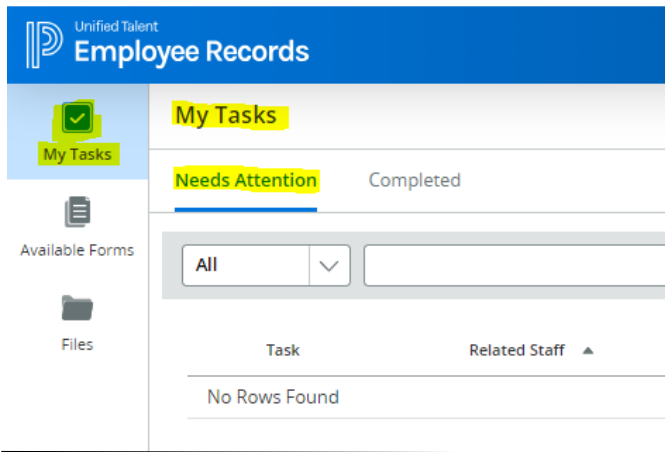 Unified Talent
Employee Records
My Tasks
My Tasks
Needs Attention Completed
Available Forms
All
Files
Task Related Staff
No Rows Found